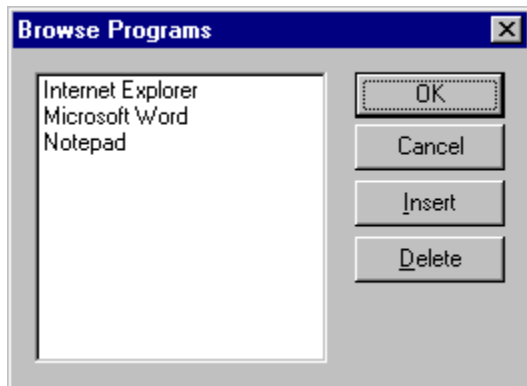 Browse Programs
Internet Explorer
Microsoft Word
Notepad
OK
Cancel
Insert
Delete